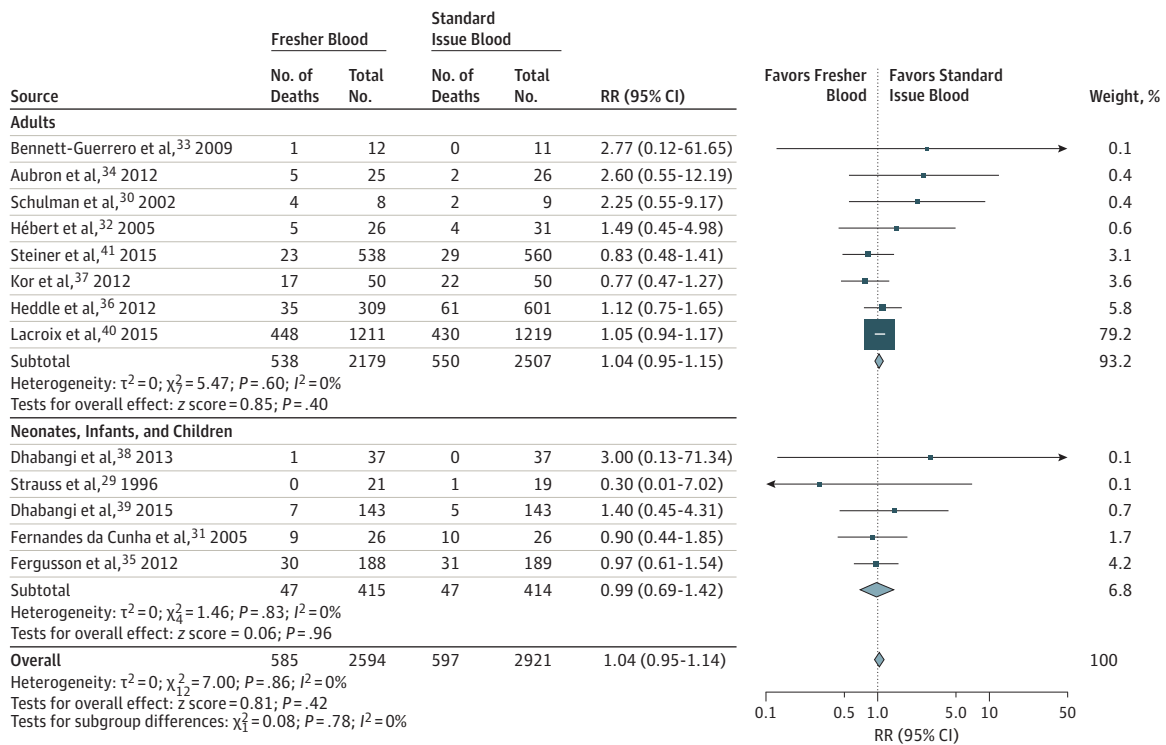 Fresher Blood Standard Issue Blood
Source No. of Deaths Total No. No. of Deaths Total No. RR (95% CI) Favors Fresher Blood Favors Standard Issue Blood Weight, %
Adults
Bennett-Guerrero et al,33 2009 1 12 0 11 2.77 (0.12-61.65) 0.1
Aubron et al,34 2012 5 25 2 26 2.60 (0.55-12.19) 0.4
Schulman et al,30 2002 4 8 2 9 2.25 (0.55-9.17) 0.4
Hébert et al,32 2005 5 26 4 31 1.49 (0.45-4.98) 0.6
Steiner et al,41 2015 23 538 29 560 0.83 (0.48-1.41) 3.1
Kor et al,37 2012 17 50 22 50 0.77 (0.47-1.27) 3.6
Heddle et al,36 2012 35 309 61 601 1.12 (0.75-1.65) 5.8
Lacroix et al,40 2015 448 1211 430 1219 1.05 (0.94-1.17) 79.2
Subtotal 538 2179 550 2507 1.04 (0.95-1.15) 93.2
Heterogeneity: τ2=0; χ27=5.47; P=.60; I2=0%
Tests for overall effect: z score=0.85; P=.40
Neonates, Infants, and Children
Dhabangi et al,38 2013 1 37 0 37 3.00 (0.13-71.34) 0.1
Strauss et al,29 1996 0 21 1 19 0.30 (0.01-7.02) 0.1
Dhabangi et al,39 2015 7 143 5 143 1.40 (0.45-4.31) 0.7
Fernandes da Cunha et al,31 2005 9 26 10 26 0.90 (0.44-1.85) 1.7
Fergusson et al,35 2012 30 188 31 189 0.97 (0.61-1.54) 4.2
Subtotal 47 415 47 414 0.99 (0.69-1.42) 6.8
Heterogeneity: τ2=0; χ24=1.46; P=.83; I2=0%
Tests for overall effect: z score = 0.06; P=.96
Overall 585 2594 597 2921 1.04 (0.95-1.14) 100
Heterogeneity: τ2=0; χ212=7.00; P=.86; I2=0%
Tests for overall effect: z score=0.81; P=.42
Tests for subgroup differences: χ21=0.08; P=.78; I2=0%
0.1 0.5 1.0 5.0 10 50
RR (95% CI)